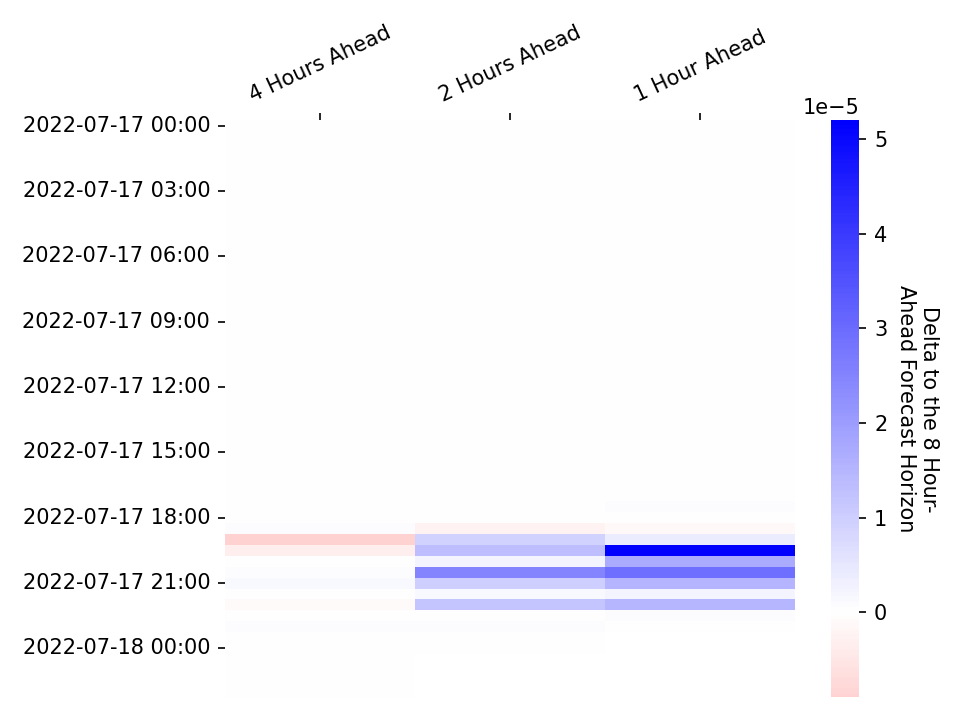 4 Hours Ahead
2 Hours Ahead
1 Hour Ahead
1e−5
2022-07-17 00:00
2022-07-17 03:00
2022-07-17 06:00
2022-07-17 09:00
2022-07-17 12:00
2022-07-17 15:00
2022-07-17 18:00
2022-07-17 21:00
2022-07-18 00:00
5
4
3
2
1
0
Delta to the 8 Hour-
Ahead Forecast Horizon